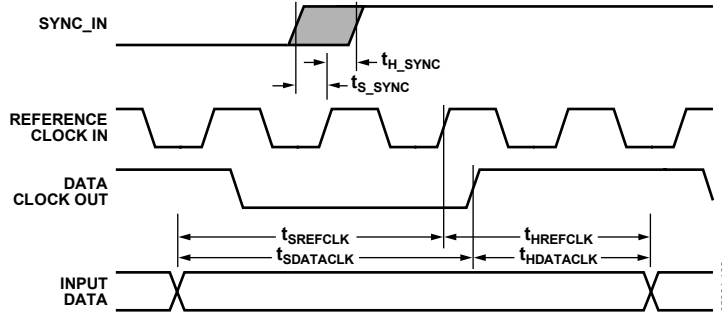 SYNC_IN
tH_SYNC
tS_SYNC
REFERENCE
CLOCK IN
DATA
CLOCK OUT
tSREFCLK
tHREFCLK
tSDATACLK
tHDATACLK
INPUT
DATA